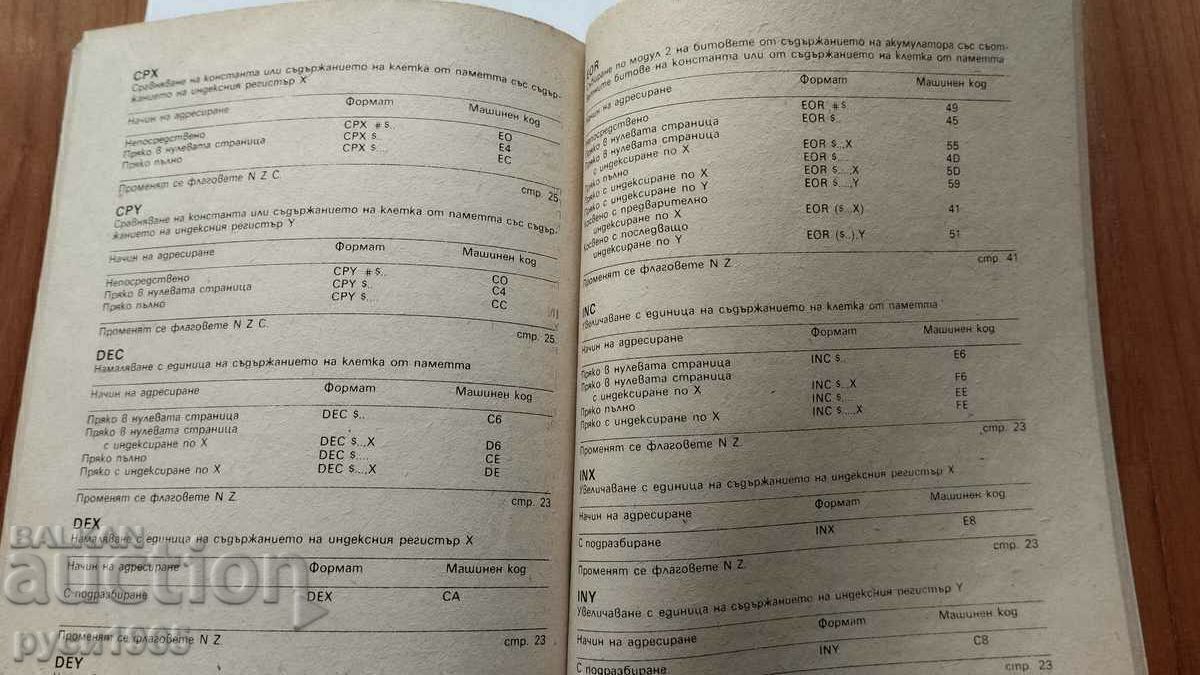 CPX
Сравняване на константа или съдържанието на клетка от паметта със съдър-
жанието на индексния регистър X
Начин на адресиране Формат Машинен код
Непосредствено CPX # $.. E0
Пряко в нулевата страница CPX $.. E4
Пряко пълно CPX $.... EC
Променят се флаговете N Z C. стр. 25
CPY
Сравняване на константа или съдържанието на клетка от паметта със съдър-
жанието на индексния регистър Y
Начин на адресиране Формат Машинен код
Непосредствено CPY # $.. C0
Пряко в нулевата страница CPY $.. C4
Пряко пълно CPY $.... CC
Променят се флаговете N Z C. стр. 25
DEC
Намаляване с единица на съдържанието на клетка от паметта
Начин на адресиране Формат Машинен код
Пряко в нулевата страница DEC $.. C6
Пряко в нулевата страница
с индексиране по X DEC $..,X D6
Пряко пълно DEC $.... CE
Пряко с индексиране по X DEC $....,X DE
Променят се флаговете N Z. стр. 23
DEX
Намаляване с единица на съдържанието на индексния регистър X
Начин на адресиране Формат Машинен код
С подразбиране DEX CA
Променят се флаговете N Z. стр. 23
DEY
EOR
Събиране по модул 2 на битовете от съдържанието на акумулатора със съот-
ветните битове на константа или от съдържанието на клетка от паметта
Начин на адресиране Формат Машинен код
Непосредствено EOR # $.. 49
Пряко в нулевата страница EOR $.. 45
Пряко в нулевата страница
с индексиране по X EOR $..,X 55
Пряко пълно EOR $.... 4D
Пряко с индексиране по X EOR $....,X 5D
Пряко с индексиране по Y EOR $....,Y 59
Косвено с предварително
индексиране по X EOR ($..,X) 41
Косвено с последващо
индексиране по Y EOR ($..),Y 51
Променят се флаговете N Z. стр. 41
INC
Увеличаване с единица на съдържанието на клетка от паметта
Начин на адресиране Формат Машинен код
Пряко в нулевата страница INC $.. E6
Пряко в нулевата страница
с индексиране по X INC $..,X F6
Пряко пълно INC $.... EE
Пряко с индексиране по X INC $....,X FE
Променят се флаговете N Z. стр. 23
INX
Увеличаване с единица на съдържанието на индексния регистър X
Начин на адресиране Формат Машинен код
С подразбиране INX E8
Променят се флаговете N Z. стр. 23
INY
Увеличаване с единица на съдържанието на индексния регистър Y
Начин на адресиране Формат Машинен код
С подразбиране INY C8
стр. 23
BALKAN
auction
руси1985